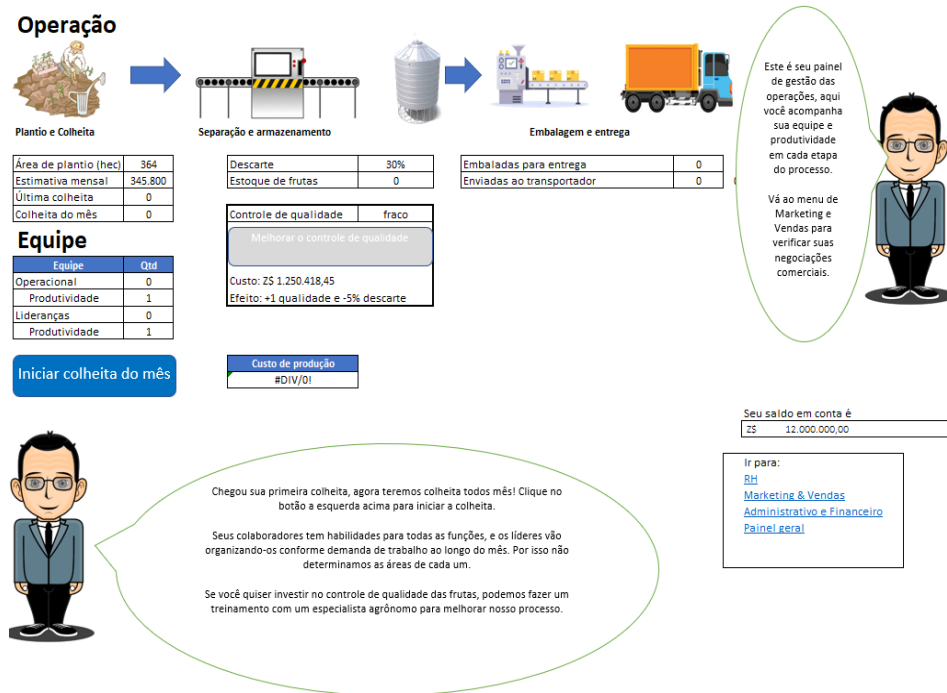 Operação
Plantio e Colheita
Separação e armazenamento
Embalagem e entrega
Área de plantio (hec) 364
Estimativa mensal 345.800
Última colheita 0
Colheita do mês 0
Descarte 30%
Estoque de frutas 0
Embaladas para entrega 0
Enviadas ao transportador 0
Controle de qualidade fraco
Melhorar o controle de qualidade
Custo: Z$ 1.250.418,45
Efeito: +1 qualidade e -5% descarte
Equipe
Equipe Qtd
Operacional 0
Produtividade 1
Lideranças 0
Produtividade 1
Iniciar colheita do mês
Custo de produção
#DIV/0!
Este é seu painel
de gestão das
operações, aqui
você acompanha
sua equipe e
produtividade
em cada etapa
do processo.
Vá ao menu de
Marketing e
Vendas para
verificar suas
negociações
comerciais.
Seu saldo em conta é
Z$ 12.000.000,00
Ir para:
RH
Marketing & Vendas
Administrativo e Financeiro
Painel geral
Chegou sua primeira colheita, agora teremos colheita todos mês! Clique no
botão a esquerda acima para iniciar a colheita.
Seus colaboradores tem habilidades para todas as funções, e os líderes vão
organizando-os conforme demanda de trabalho ao longo do mês. Por isso não
determinamos as áreas de cada um.
Se você quiser investir no controle de qualidade das frutas, podemos fazer um
treinamento com um especialista agrônomo para melhorar nosso processo.